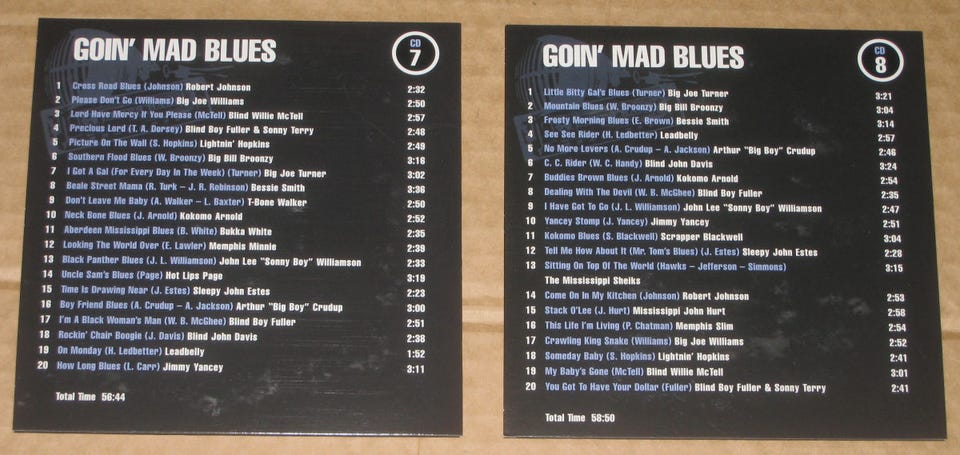 GOIN' MAD BLUES
CD
7
1 Cross Road Blues (Johnson) Robert Johnson 2:32
2 Please Don't Go (Williams) Big Joe Williams 2:50
3 Lord Have Mercy If You Please (McTell) Blind Willie McTell 2:57
4 Precious Lord (T. A. Dorsey) Blind Boy Fuller & Sonny Terry 2:48
5 Picture On The Wall (S. Hopkins) Lightnin' Hopkins 2:49
6 Southern Flood Blues (W. Broonzy) Big Bill Broonzy 3:16
7 I Got A Gal (For Every Day In The Week) (Turner) Big Joe Turner 3:02
8 Beale Street Mama (R. Turk – J. R. Robinson) Bessie Smith 3:36
9 Don't Leave Me Baby (A. Walker – L. Baxter) T-Bone Walker 2:50
10 Neck Bone Blues (J. Arnold) Kokomo Arnold 2:52
11 Aberdeen Mississippi Blues (B. White) Bukka White 2:35
12 Looking The World Over (E. Lawler) Memphis Minnie 2:39
13 Black Panther Blues (J. L. Williams) John Lee "Sonny Boy" Williamson 2:33
14 Uncle Sam's Blues (Page) Hot Lips Page 3:19
15 Time Is Drawing Near (J. Estes) Sleepy John Estes 2:23
16 Boy Friend Blues (A. Crudup – A. Jackson) Arthur "Big Boy" Crudup 3:00
17 I'm A Black Woman's Man (W. B. McGhee) Blind Boy Fuller 2:51
18 Rockin' Chair Boogie (J. Davis) Blind John Davis 2:38
19 On Monday (H. Ledbetter) Leadbelly 1:52
20 How Long Blues (L. Carr) Jimmy Yancey 3:11
Total Time 56:44
GOIN' MAD BLUES
CD
8
1 Little Bitty Gal's Blues (Turner) Big Joe Turner 3:21
2 Mountain Blues (W. Broonzy) Big Bill Broonzy 3:04
3 Frosty Morning Blues (E. Brown) Bessie Smith 3:14
4 See See Rider (H. Ledbetter) Leadbelly 2:57
5 No More Lovers (A. Crudup – A. Jackson) Arthur "Big Boy" Crudup 2:46
6 C. C. Rider (W. C. Handy) Blind John Davis 3:24
7 Buddies Brown Blues (J. Arnold) Kokomo Arnold 2:54
8 Dealing With The Devil (W. B. McGhee) Blind Boy Fuller 2:35
9 I Have Got To Go (J. L. Williams) John Lee "Sonny Boy" Williamson 2:47
10 Yancey Stomp (J. Yancey) Jimmy Yancey 2:51
11 Kokomo Blues (S. Blackwell) Scrapper Blackwell 3:04
12 Tell Me How About It (Mr. Tom's Blues) (J. Estes) Sleepy John Estes 2:28
13 Sitting On Top Of The World (Hawks – Jefferson – Simmons) 3:15
The Mississippi Sheiks
14 Come On In My Kitchen (Johnson) Robert Johnson 2:53
15 Stack O'Lee (J. Hurt) Mississippi John Hurt 2:58
16 This Life I'm Living (P. Chatman) Memphis Slim 2:54
17 Crawling King Snake (Williams) Big Joe Williams 2:52
18 Someday Baby (S. Hopkins) Lightnin' Hopkins 2:41
19 My Baby's Gone (McTell) Blind Willie McTell 3:01
20 You Got To Have Your Dollar (Fuller) Blind Boy Fuller & Sonny Terry 2:41
Total Time 58:50